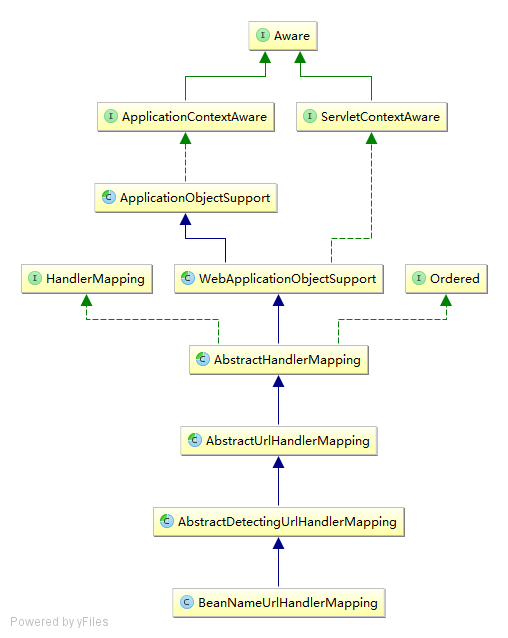 I Aware
I ApplicationContextAware
I ServletContextAware
C ApplicationObjectSupport
I HandlerMapping
C WebApplicationObjectSupport
I Ordered
C AbstractHandlerMapping
C AbstractUrlHandlerMapping
C AbstractDetectingUrlHandlerMapping
C BeanNameUrlHandlerMapping
Powered by yFiles